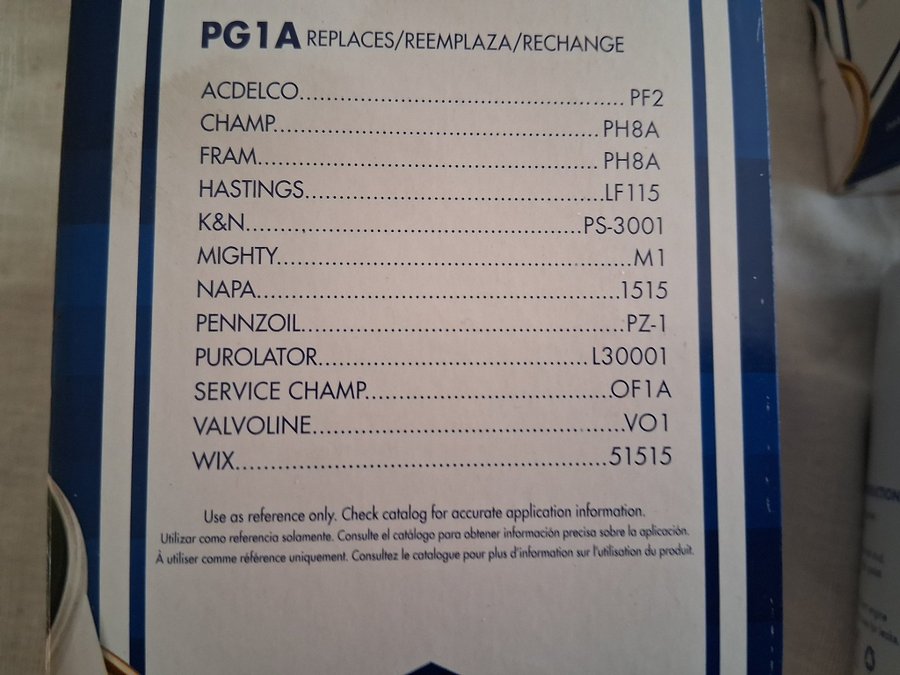 PG1A REPLACES/REEMPLAZA/RECHANGE
ACDELCO........................................................ PF2
CHAMP........................................................ PH8A
FRAM........................................................ PH8A
HASTINGS........................................................LF115
K&N........................................................PS-3001
MIGHTY........................................................M1
NAPA........................................................1515
PENNZOIL........................................................PZ-1
PUROLATOR........................................................L30001
SERVICE CHAMP........................................................OF1A
VALVOLINE........................................................VO1
WIX........................................................51515
Use as reference only. Check catalog for accurate application information.
Utilizar como referencia solamente. Consulte el catálogo para obtener información precisa sobre la aplicación.
À utiliser comme référence uniquement. Consultez le catalogue pour plus d'information sur l'utilisation du produit.